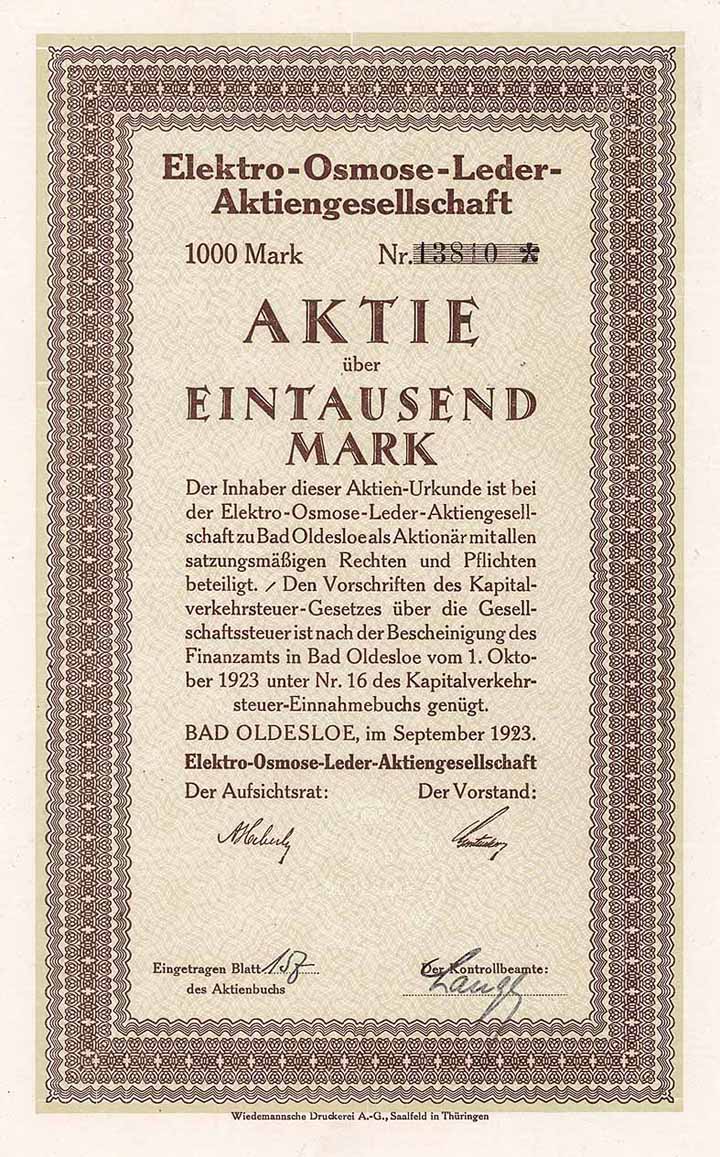 Elektro-Osmose-Leder-
Aktiengesellschaft
1000 Mark Nr. 13810 *
AKTIE
über
EINTAUSEND
MARK
Der Inhaber dieser Aktien-Urkunde ist bei
der Elektro-Osmose-Leder-Aktiengesell-
schaft zu Bad Oldesloe als Aktionär mit allen
satzungsmäßigen Rechten und Pflichten
beteiligt. / Den Vorschriften des Kapital-
verkehrsteuer-Gesetzes über die Gesell-
schaftssteuer ist nach der Bescheinigung des
Finanzamts in Bad Oldesloe vom 1. Okto-
ber 1923 unter Nr. 16 des Kapitalverkehr-
steuer-Einnahmebuchs genügt.
BAD OLDESLOE, im September 1923.
Elektro-Osmose-Leder-Aktiengesellschaft
Der Aufsichtsrat: Der Vorstand:
Eingetragen Blatt 157
des Aktienbuchs
Der Kontrollbeamte:
Lange
Wiedemannsche Druckerei A.-G., Saalfeld in Thüringen